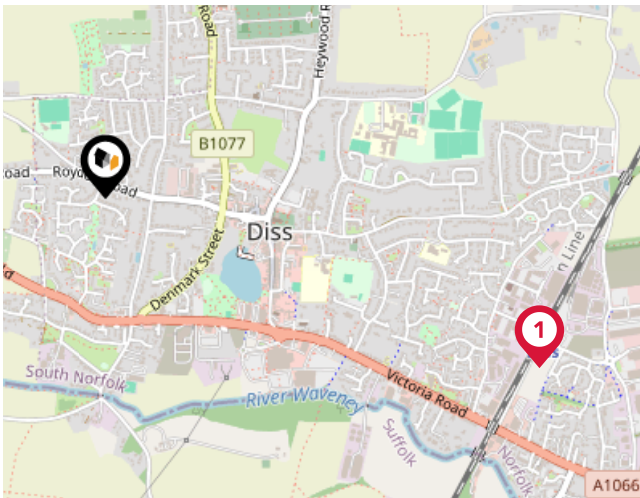 Road
Heywood R
B1077
Road
Roydon Road
Diss
Denmark Street
n Line
1
South Norfolk
River Waveney
Victoria Road
Suffolk
Norfolk
A1066